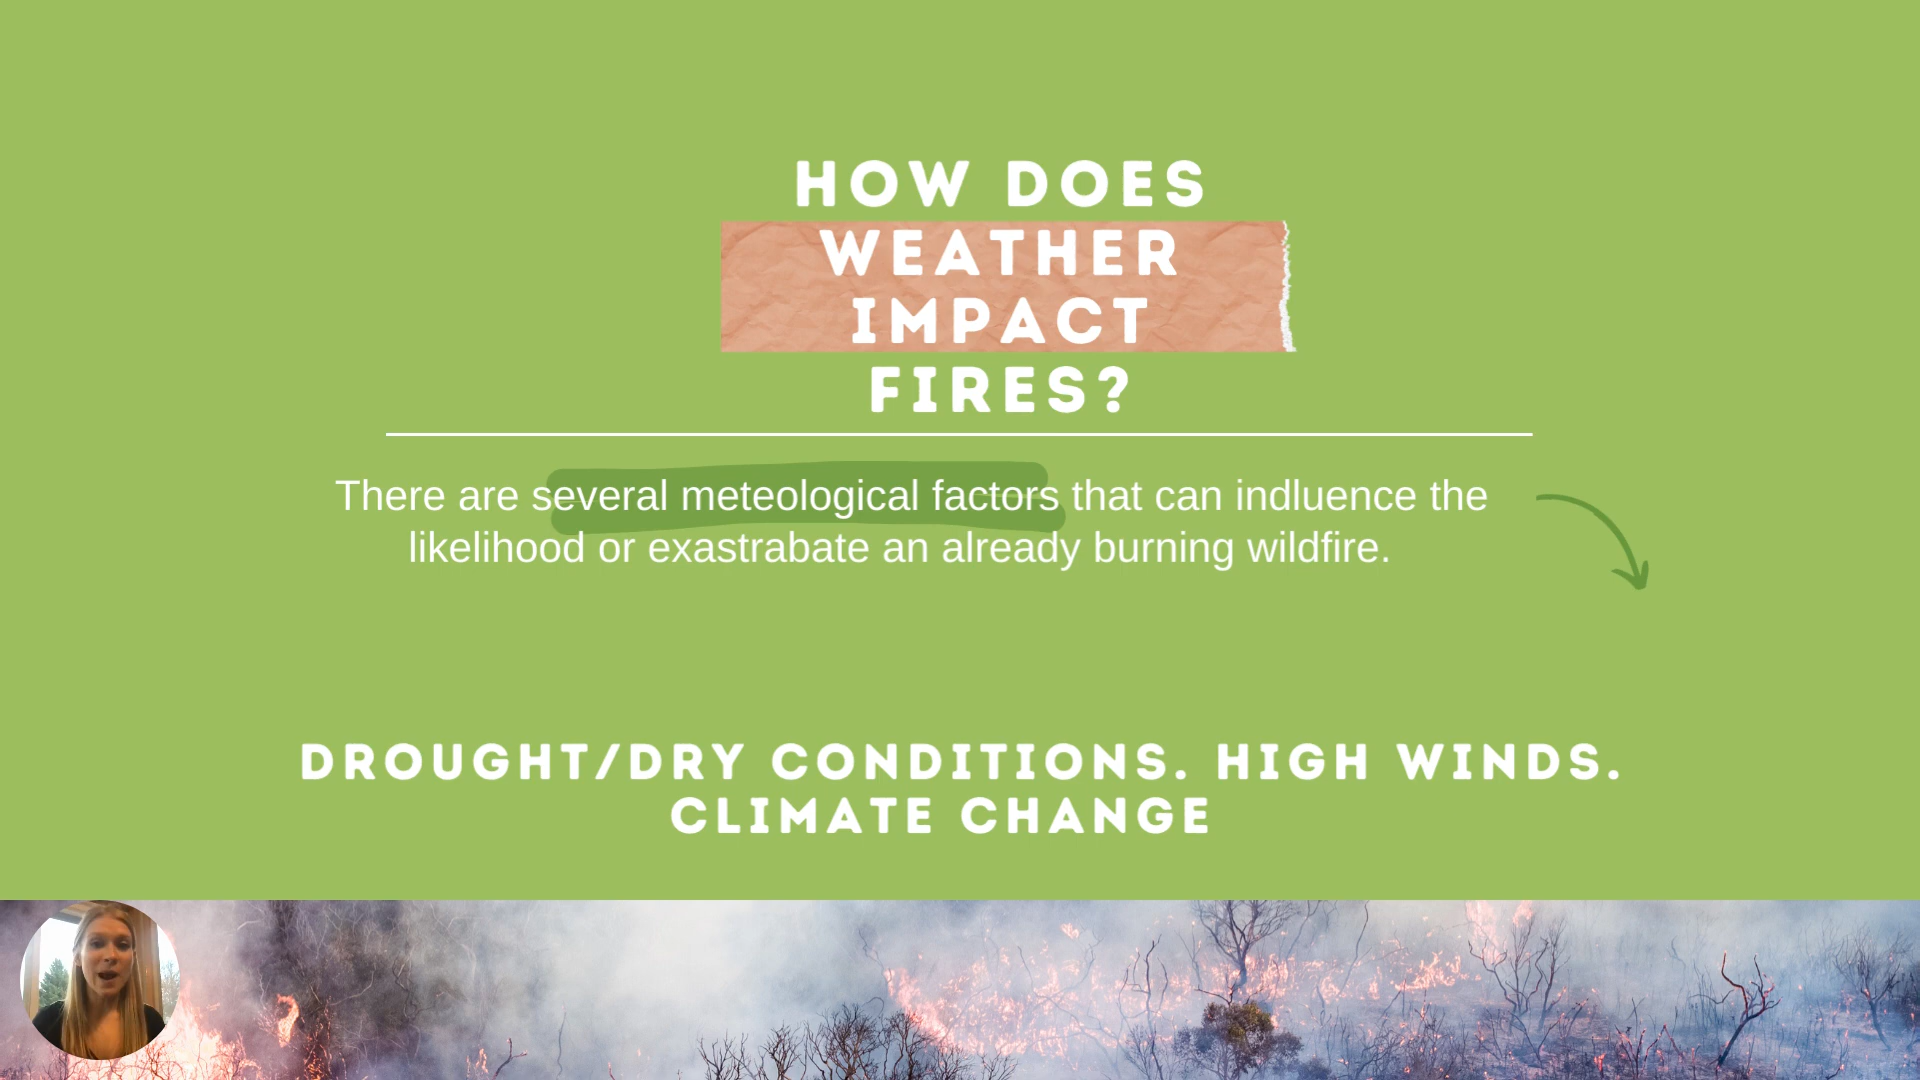 HOW DOES
WEATHER
IMPACT
FIRES?
There are several meteological factors that can indluence the
likelihood or exastrabate an already burning wildfire.
DROUGHT/DRY CONDITIONS. HIGH WINDS.
CLIMATE CHANGE